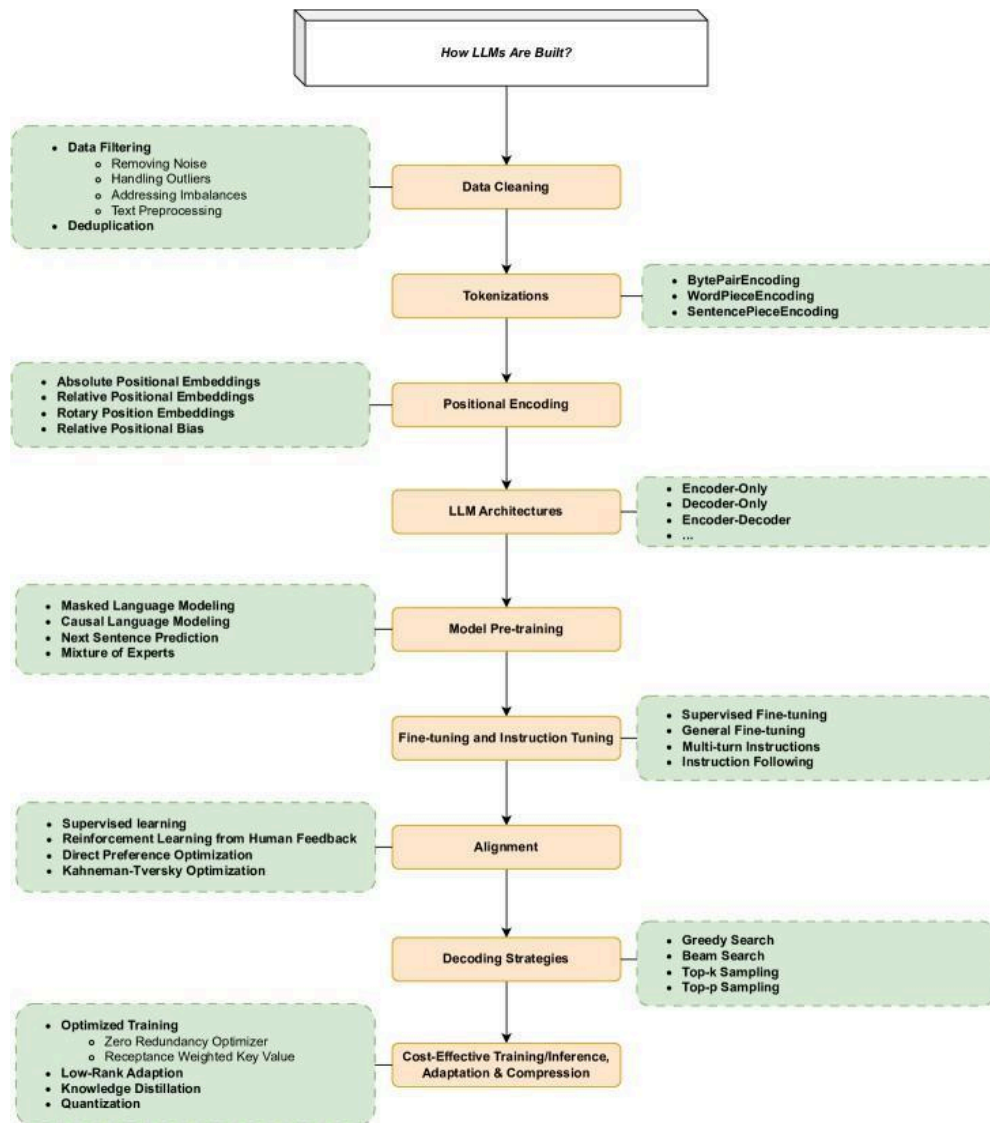 How LLMs Are Built?
Data Filtering
Removing Noise
Handling Outliers
Addressing Imbalances
Text Preprocessing
Deduplication
Data Cleaning
Tokenizations
BytePairEncoding
WordPieceEncoding
SentencePieceEncoding
Absolute Positional Embeddings
Relative Positional Embeddings
Rotary Position Embeddings
Relative Positional Bias
Positional Encoding
LLM Architectures
Encoder-Only
Decoder-Only
Encoder-Decoder
...
Masked Language Modeling
Causal Language Modeling
Next Sentence Prediction
Mixture of Experts
Model Pre-training
Fine-tuning and Instruction Tuning
Supervised Fine-tuning
General Fine-tuning
Multi-turn Instructions
Instruction Following
Supervised learning
Reinforcement Learning from Human Feedback
Direct Preference Optimization
Kahneman-Tversky Optimization
Alignment
Decoding Strategies
Greedy Search
Beam Search
Top-k Sampling
Top-p Sampling
Optimized Training
Zero Redundancy Optimizer
Receptance Weighted Key Value
Low-Rank Adaption
Knowledge Distillation
Quantization
Cost-Effective Training/Inference,
Adaptation & Compression